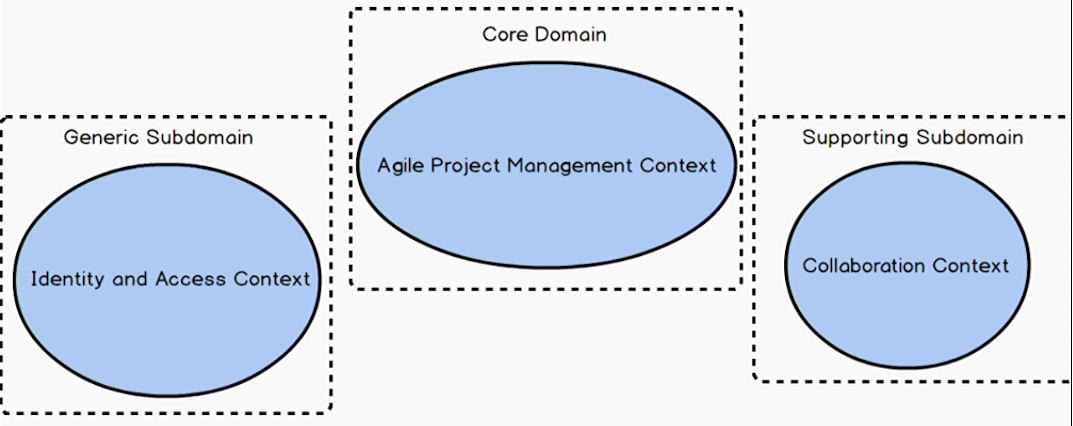 Core Domain
Agile Project Management Context
Generic Subdomain
Identity and Access Context
Supporting Subdomain
Collaboration Context